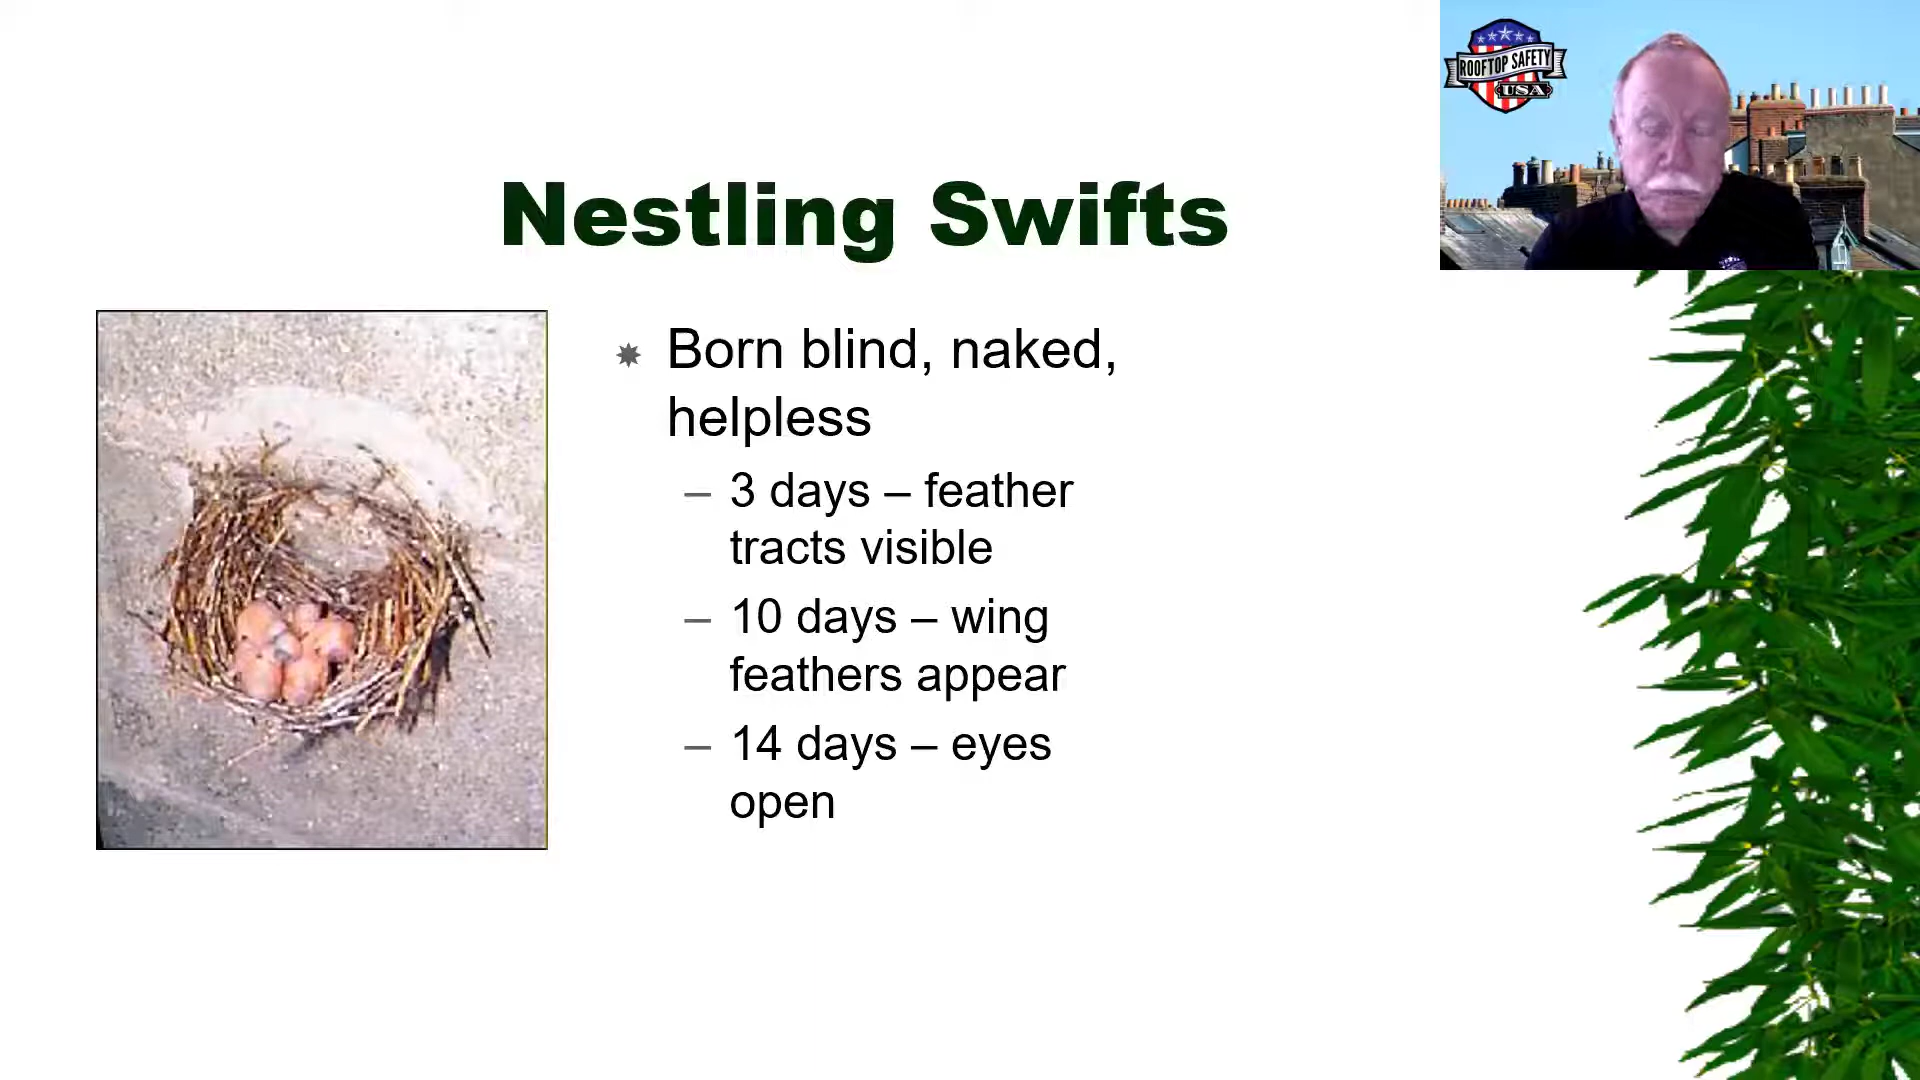 ROOFTOP SAFETY
USA
Nestling Swifts
Born blind, naked,
helpless
– 3 days – feather
tracts visible
– 10 days – wing
feathers appear
– 14 days – eyes
open